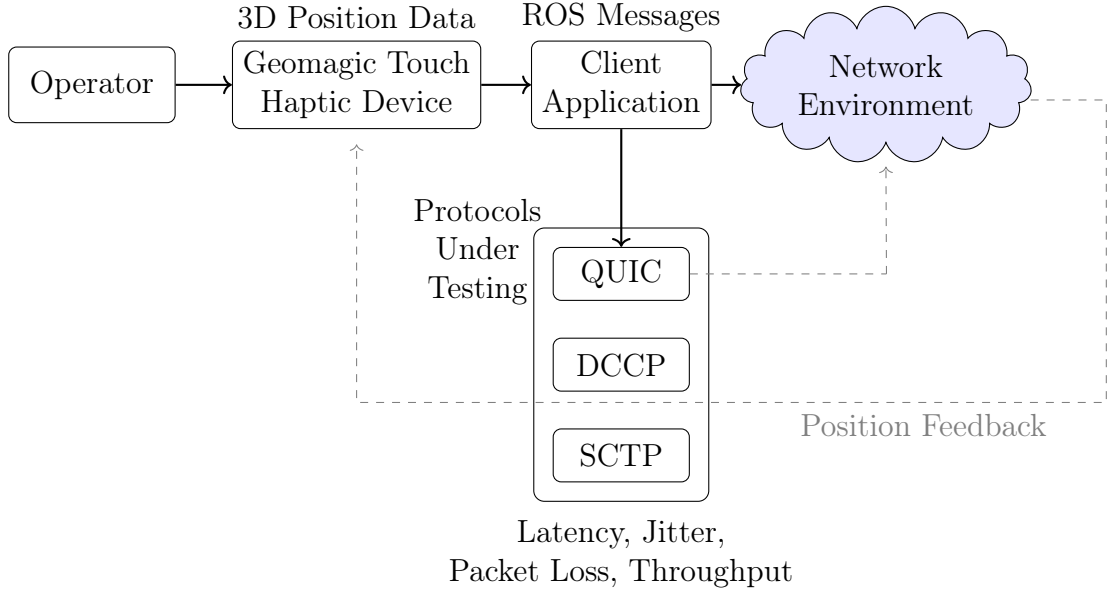 3D Position Data
ROS Messages
Operator
Geomagic Touch
Haptic Device
Client
Application
Network
Environment
Protocols
Under
Testing
QUIC
DCCP
SCTP
Position Feedback
Latency, Jitter,
Packet Loss, Throughput